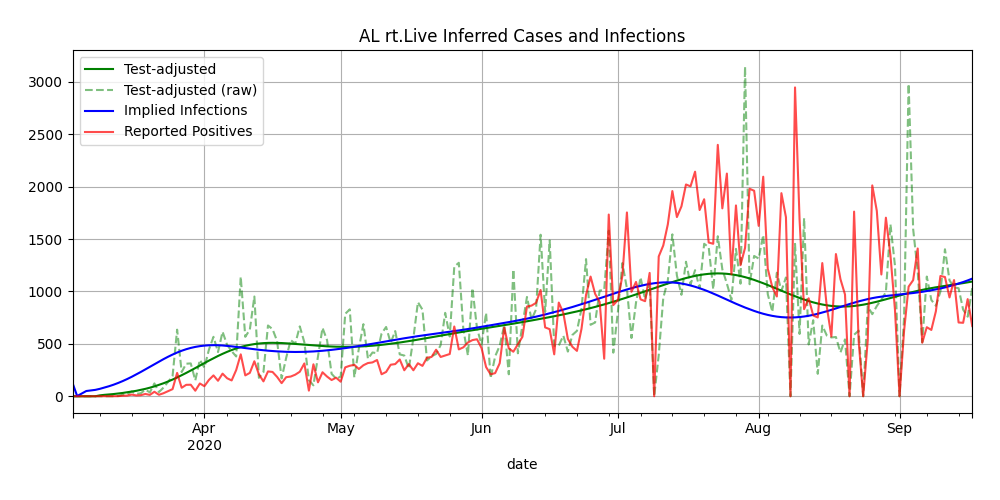 AL rt.Live Inferred Cases and Infections
Test-adjusted
Test-adjusted (raw)
Implied Infections
Reported Positives
3000
2500
2000
1500
1000
500
0
Apr
2020
May
Jun
Jul
Aug
Sep
date